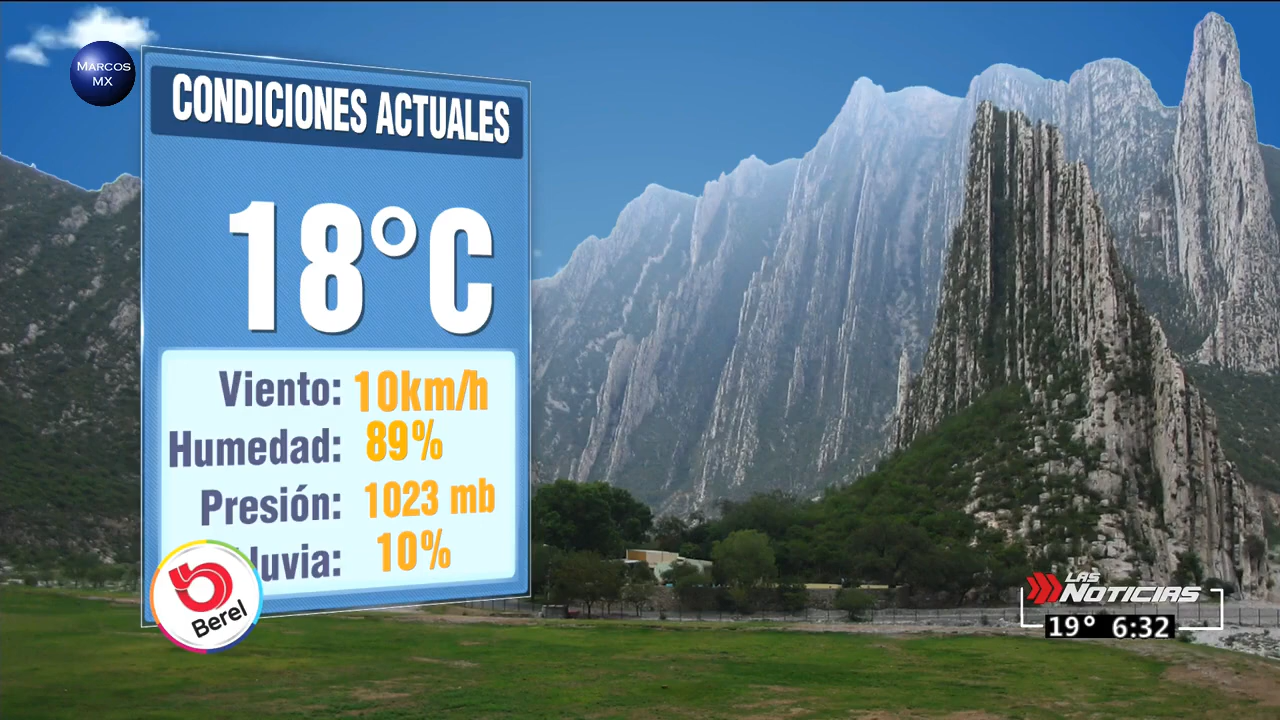 MARCOS
MX
CONDICIONES ACTUALES
18°C
Viento: 10km/h
Humedad: 89%
Presión: 1023 mb
luvia: 10%
Berel
LAS
NOTICIAS
19° 6:32